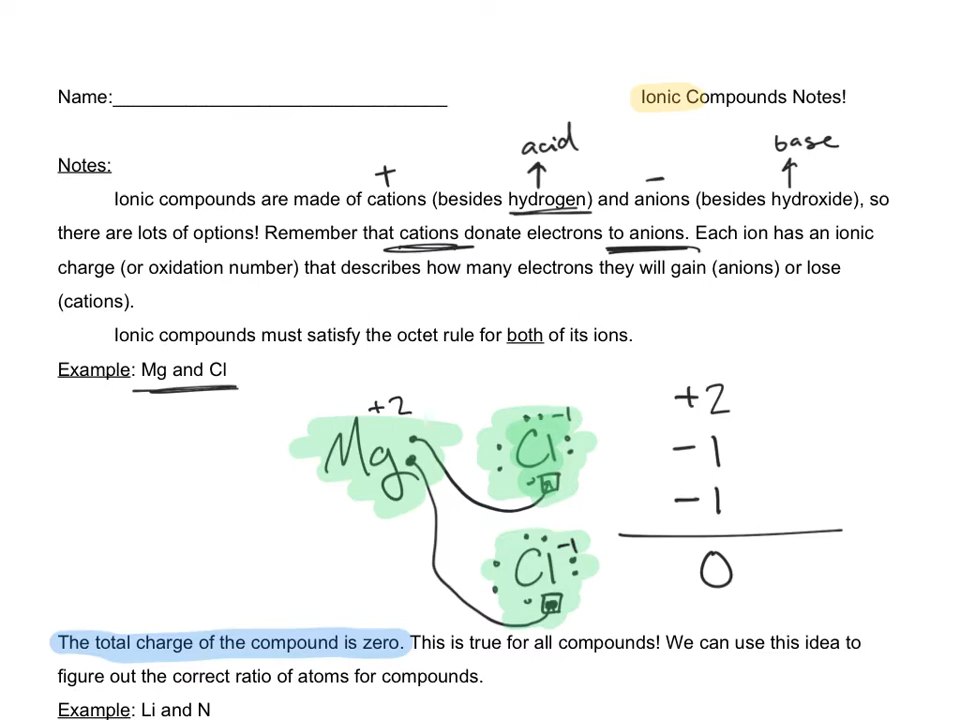 Name:___________________________________ Ionic Compounds Notes!
acid base
Notes: + −
Ionic compounds are made of cations (besides hydrogen) and anions (besides hydroxide), so
there are lots of options! Remember that cations donate electrons to anions. Each ion has an ionic
charge (or oxidation number) that describes how many electrons they will gain (anions) or lose
(cations).
Ionic compounds must satisfy the octet rule for both of its ions.
Example: Mg and Cl
+2 −1 +2
Mg Cl −1
−1
Cl −1 0
The total charge of the compound is zero. This is true for all compounds! We can use this idea to
figure out the correct ratio of atoms for compounds.
Example: Li and N